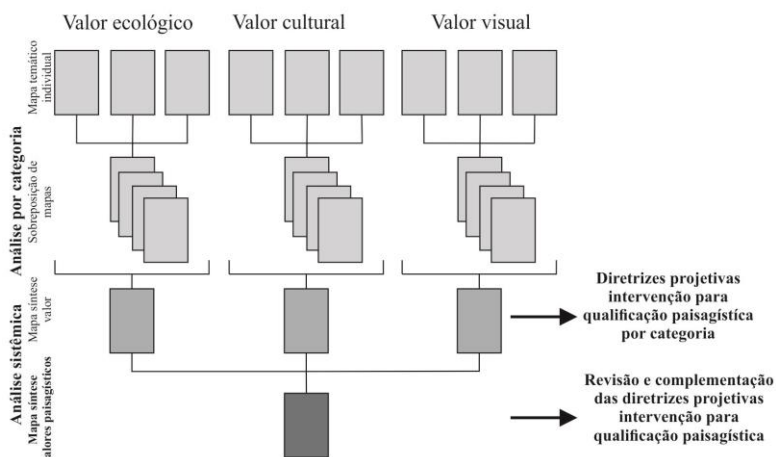 Valor ecológico
Valor cultural
Valor visual
Análise por categoria
Mapa temático
individual
Sobreposição de
mapas
Análise sistêmica
Mapa síntese
valor
Mapa síntese
alores paisagísticos
Diretrizes projetivas
intervenção para
qualificação paisagística
por categoria
Revisão e complementação
das diretrizes projetivas
intervenção para
qualificação paisagística